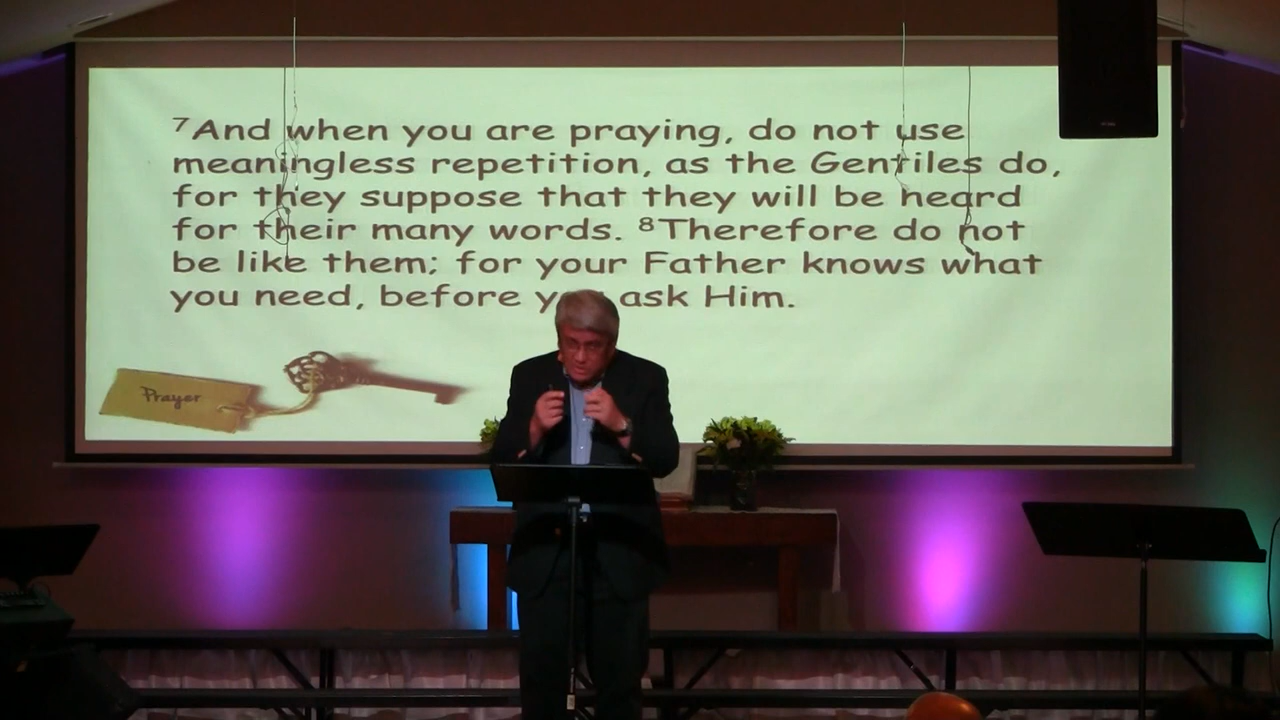 ⁷And when you are praying, do not use
meaningless repetition, as the Gentiles do,
for they suppose that they will be heard
for their many words. ⁸Therefore do not
be like them; for your Father knows what
you need, before you ask Him.
Prayer